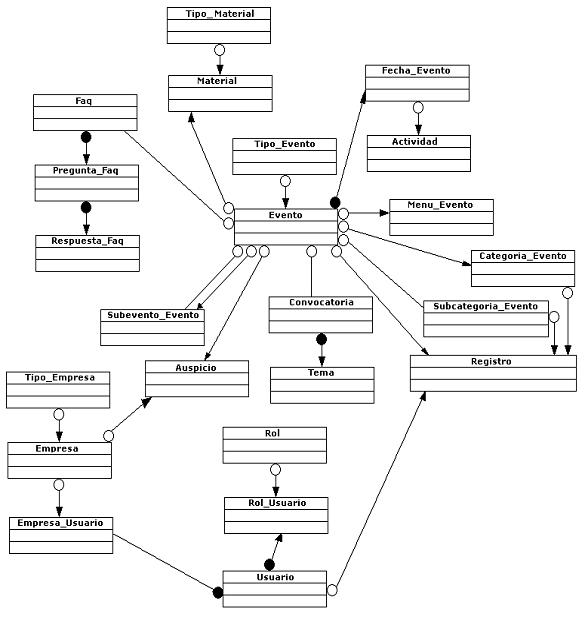 Tipo_Material
Material
Fecha_Evento
Faq
Actividad
Tipo_Evento
Pregunta_Faq
Menu_Evento
Evento
Respuesta_Faq
Categoria_Evento
Convocatoria
Subcategoria_Evento
Subevento_Evento
Registro
Auspicio
Tema
Tipo_Empresa
Rol
Empresa
Rol_Usuario
Empresa_Usuario
Usuario